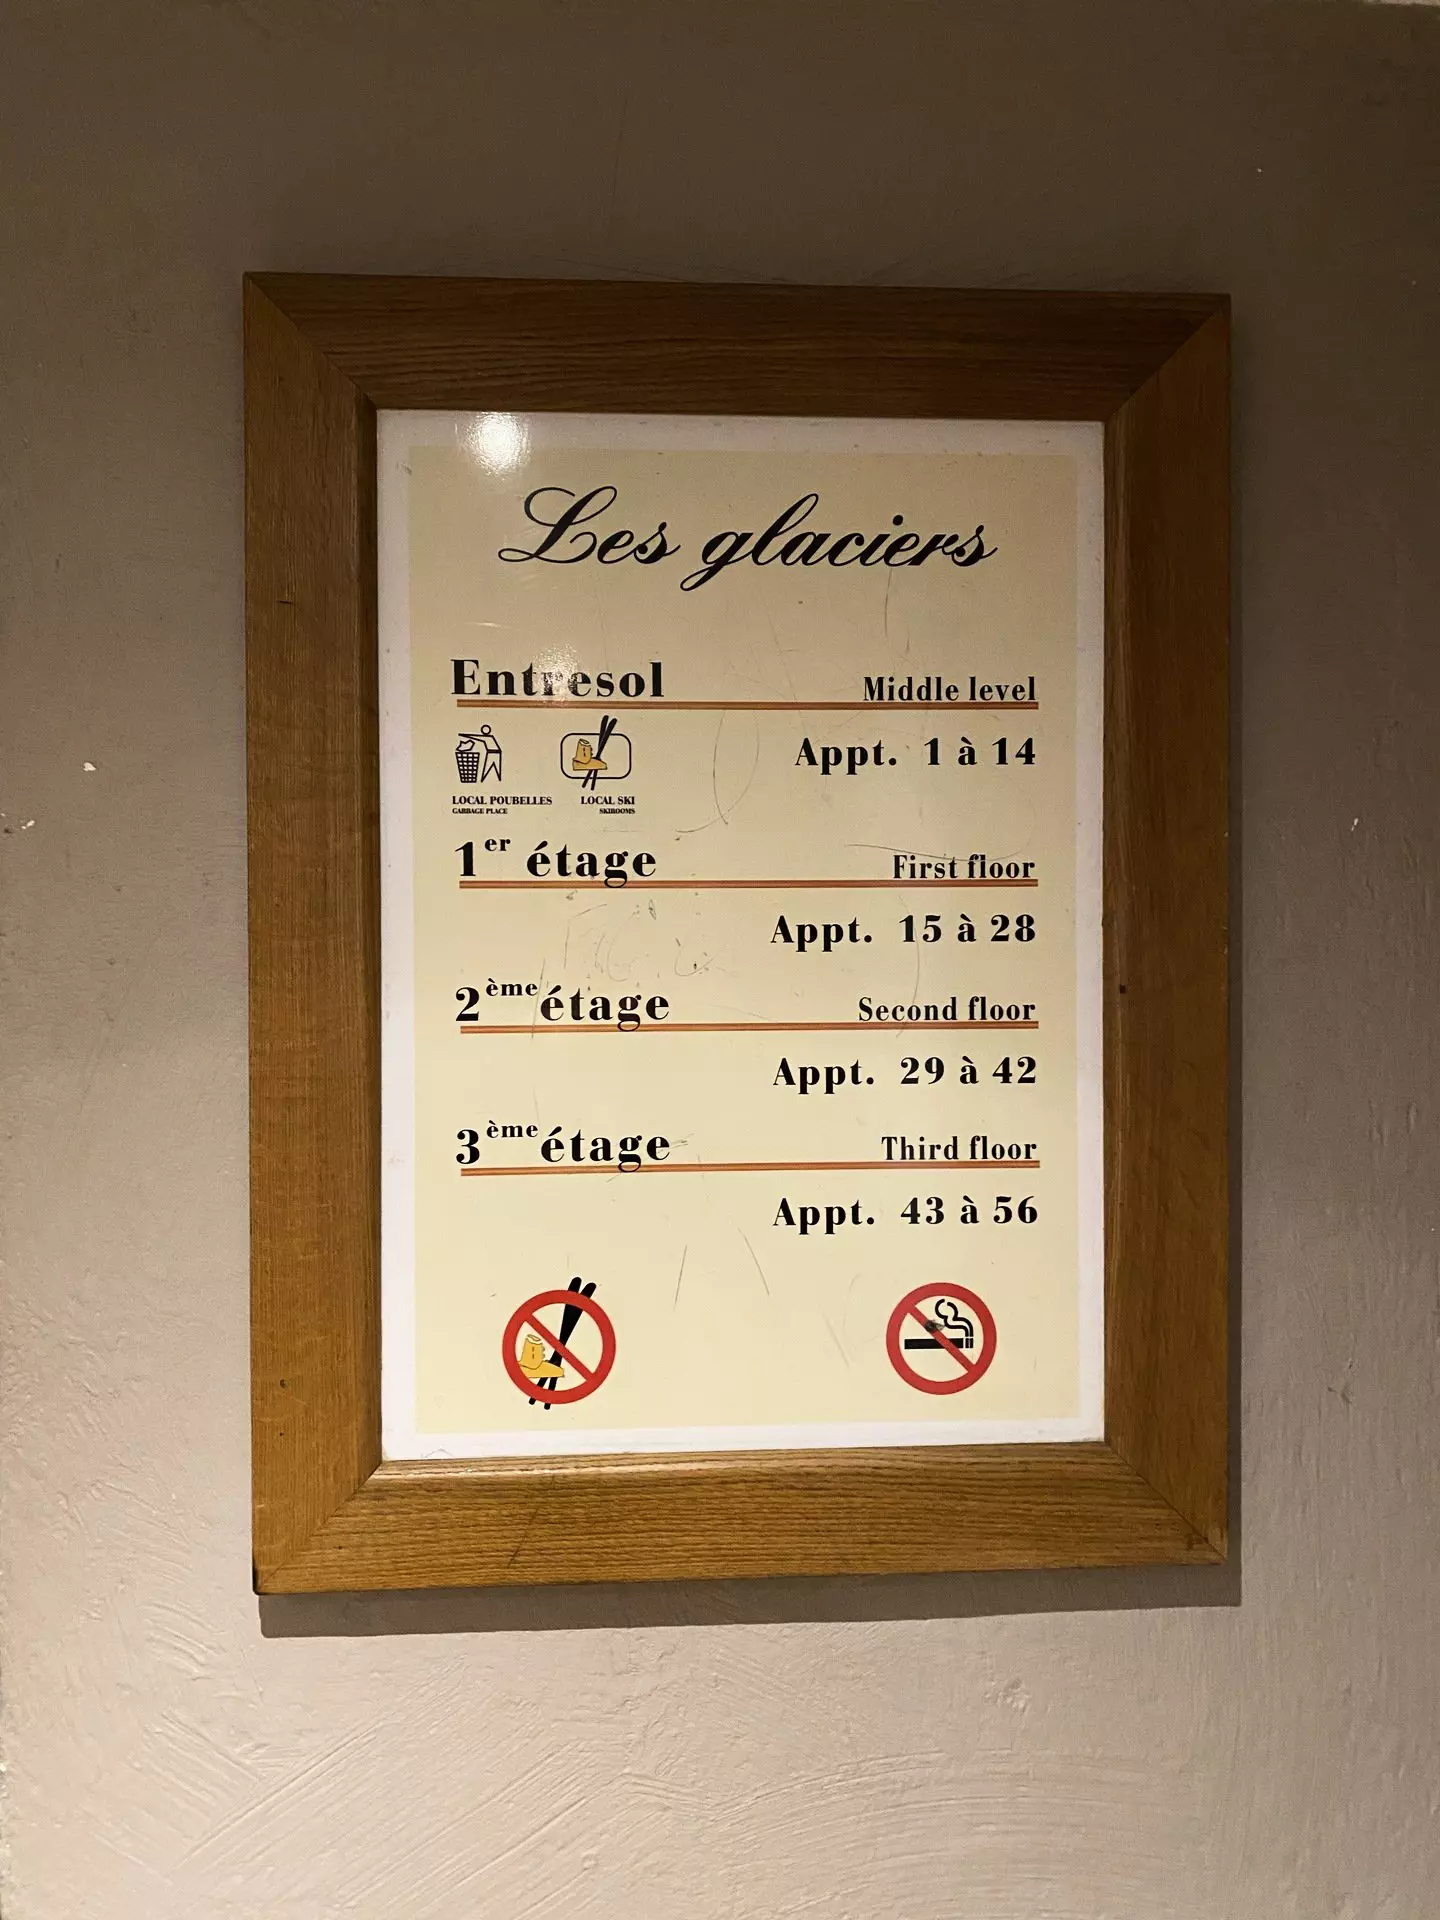 Les glaciers
Entresol Middle level
Appt. 1 à 14
LOCAL POUBELLES LOCAL SKI
GARBAGE PLACE SKIROOMS
1er étage First floor
Appt. 15 à 28
2ème étage Second floor
Appt. 29 à 42
3ème étage Third floor
Appt. 43 à 56